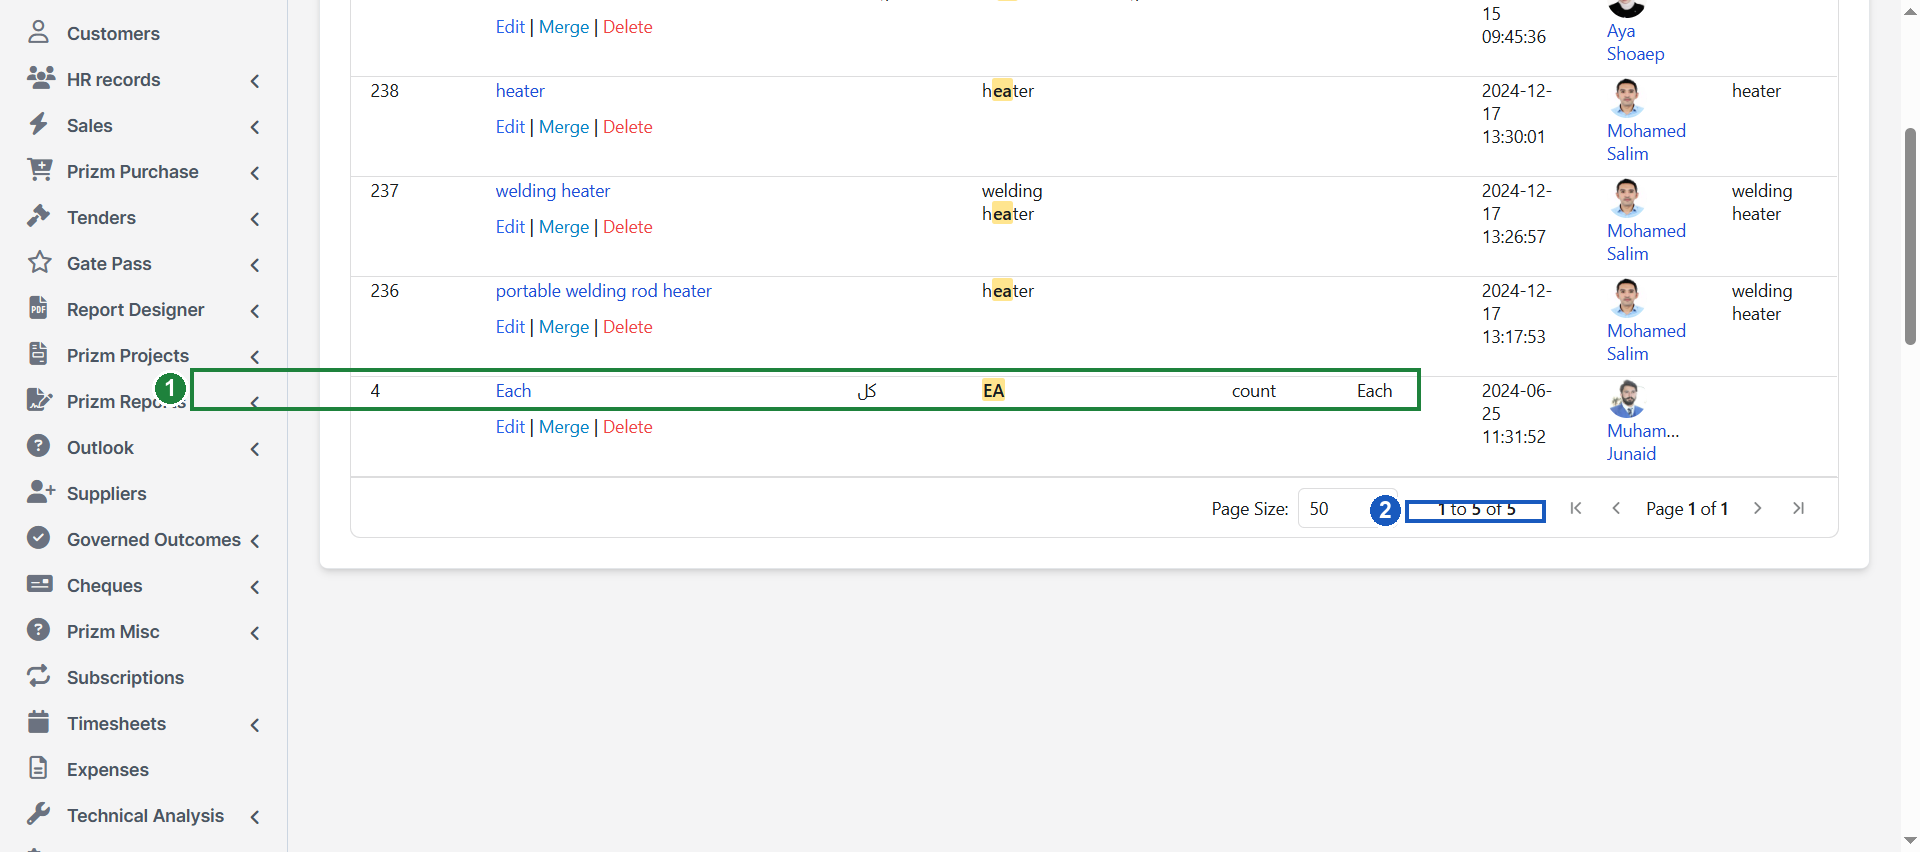 Customers
HR records
Sales
Prizm Purchase
Tenders
Gate Pass
Report Designer
Prizm Projects
Prizm
Outlook
Suppliers
Governed Outcomes
Cheques
Prizm Misc
Subscriptions
Timesheets
Expenses
Technical Analysis
PDF
1
Edit | Merge | Delete
15
09:45:36
Aya
Shoaep
238
heater
Edit | Merge | Delete
heater
2024-12-
17
13:30:01
Mohamed
Salim
heater
237
welding heater
Edit | Merge | Delete
welding
heater
2024-12-
17
13:26:57
Mohamed
Salim
welding
heater
236
portable welding rod heater
Edit | Merge | Delete
heater
2024-12-
17
13:17:53
Mohamed
Salim
welding
heater
4
Each
كل
EA
count
Each
Edit | Merge | Delete
2024-06-
25
11:31:52
Muham...
Junaid
Page Size: 50
2
1 to 5 of 5
Page 1 of 1